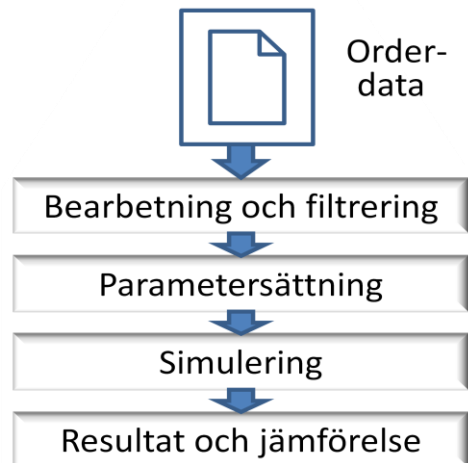 Order-
data
Bearbetning och filtrering
Parametersättning
Simulering
Resultat och jämförelse